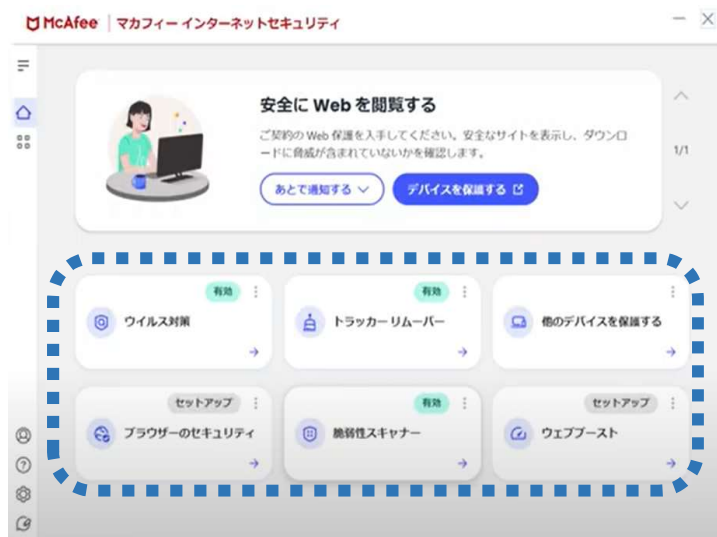 McAfee マカフィー インターネットセキュリティ
安全に Web を閲覧する
ご契約の Web 保護を入手してください。安全なサイトを表示し、ダウンロ
ードに脅威が含まれていないかを確認します。
1/1
あとで通知する デバイスを保護する
有効
ウイルス対策
有効
トラッカー リムーバー
他のデバイスを保護する
セットアップ
ブラウザーのセキュリティ
有効
脆弱性スキャナー
セットアップ
ウェブブースト